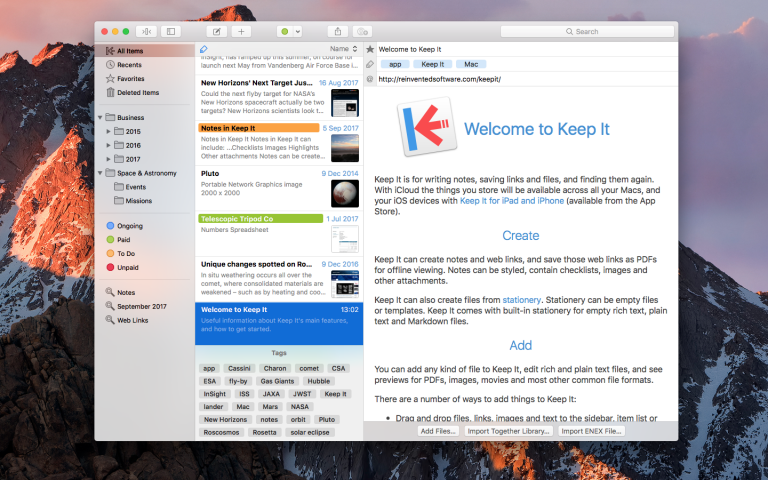 Search
All Items
Recents
Favorites
Deleted Items
Business
2015
2016
2017
Space & Astronomy
Events
Missions
Ongoing
Paid
To Do
Unpaid
Notes
September 2017
Web Links
Name
Insight, has ramped up this summer, on course for
launch next May from Vandenberg Air Force Base i...
New Horizons' Next Target Jus... 16 Aug 2017
Could the next flyby target for NASA's
New Horizons spacecraft actually be two
targets? New Horizons scientists look t...
Notes in Keep It 5 Sep 2017
Notes in Keep It Notes in Keep It can
include: ...Checklists Images Highlights
Other attachments Notes can be create...
Pluto 9 Dec 2014
Portable Network Graphics image
2000 x 2000
Telescopic Tripod Co 1 Jul 2017
Numbers Spreadsheet
Unique changes spotted on Ro... 9 Dec 2016
In situ weathering occurs all over the
comet, where consolidated materials are
weakened – such as by heating and coo...
Welcome to Keep It 13:02
Useful information about Keep It's main features,
and how to get started.
Tags
app Cassini Charon comet CSA
ESA fly-by Gas Giants Hubble
InSight ISS JAXA JWST Keep It
lander Mac Mars NASA
New Horizons notes orbit Pluto
Roscosmos Rosetta solar eclipse
Welcome to Keep It
app Keep It Mac
http://reinventedsoftware.com/keepit/
Welcome to Keep It
Keep It is for writing notes, saving links and files, and finding them again.
With iCloud the things you store will be available across all your Macs, and
your iOS devices with Keep It for iPad and iPhone (available from the App
Store).
Create
Keep It can create notes and web links, and save those web links as PDFs
for offline viewing. Notes can be styled, contain checklists, images and
other attachments.
Keep It can also create files from stationery. Stationery can be empty files
or templates. Keep It comes with built-in stationery for empty rich text, plain
text and Markdown files.
Add
You can add any kind of file to Keep It, edit rich and plain text files, and see
previews for PDFs, images, movies and most other common file formats.
There are a number of ways to add things to Keep It:
• Drag and drop files, links, images and text to the sidebar, item list or
Add Files... Import Together Library... Import ENEX File...